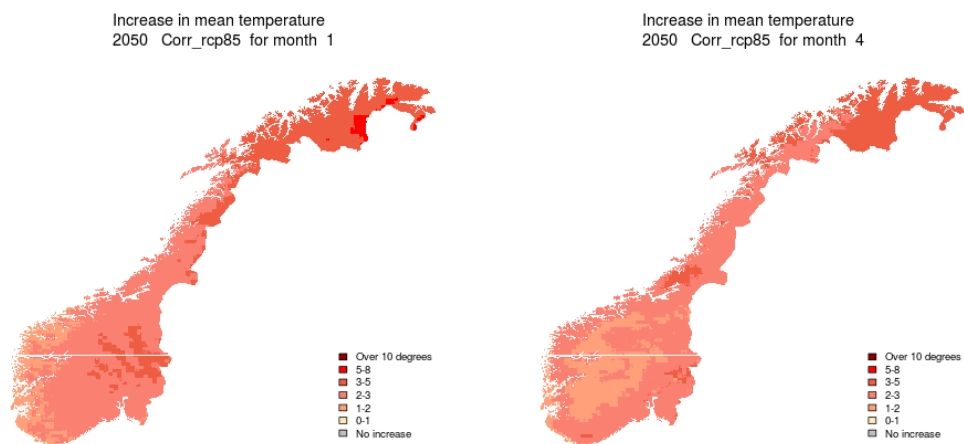 Increase in mean temperature
2050 Corr_rcp85 for month 1
Over 10 degrees
5-8
3-5
2-3
1-2
0-1
No increase
Increase in mean temperature
2050 Corr_rcp85 for month 4
Over 10 degrees
5-8
3-5
2-3
1-2
0-1
No increase